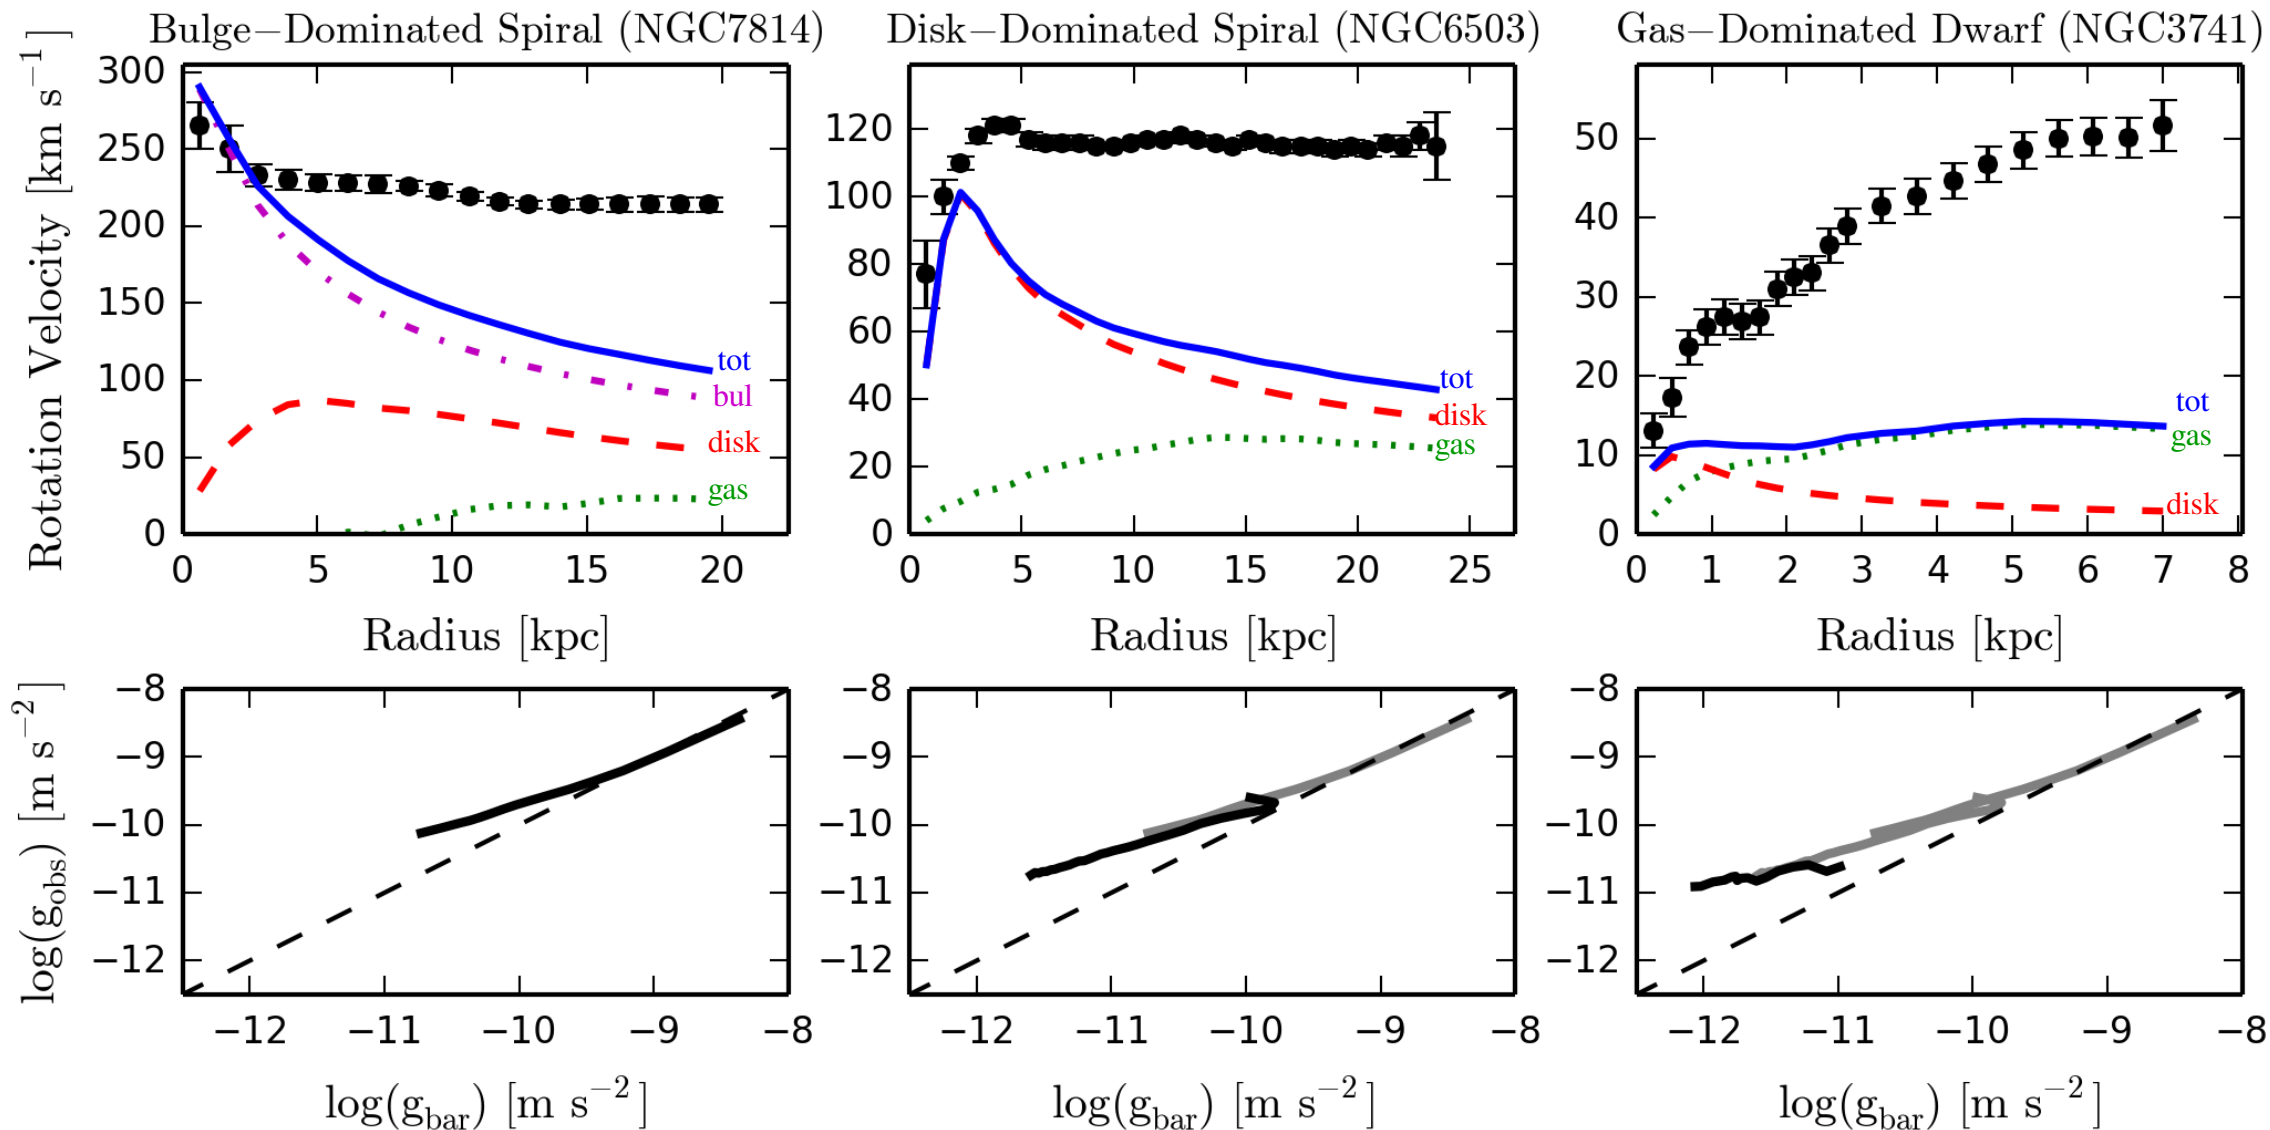 Bulge−Dominated Spiral (NGC7814)
Disk−Dominated Spiral (NGC6503)
Gas−Dominated Dwarf (NGC3741)
Rotation Velocity [km s−1]
300
250
200
150
100
50
0
tot
bul
disk
gas
0 5 10 15 20
Radius [kpc]
120
100
80
60
40
20
0
tot
disk
gas
0 5 10 15 20 25
Radius [kpc]
50
40
30
20
10
0
tot
gas
disk
0 1 2 3 4 5 6 7 8
Radius [kpc]
log(gobs) [m s−2]
−8
−9
−10
−11
−12
−12 −11 −10 −9 −8
log(gbar) [m s−2]
−8
−9
−10
−11
−12
−12 −11 −10 −9 −8
log(gbar) [m s−2]
−8
−9
−10
−11
−12
−12 −11 −10 −9 −8
log(gbar) [m s−2]